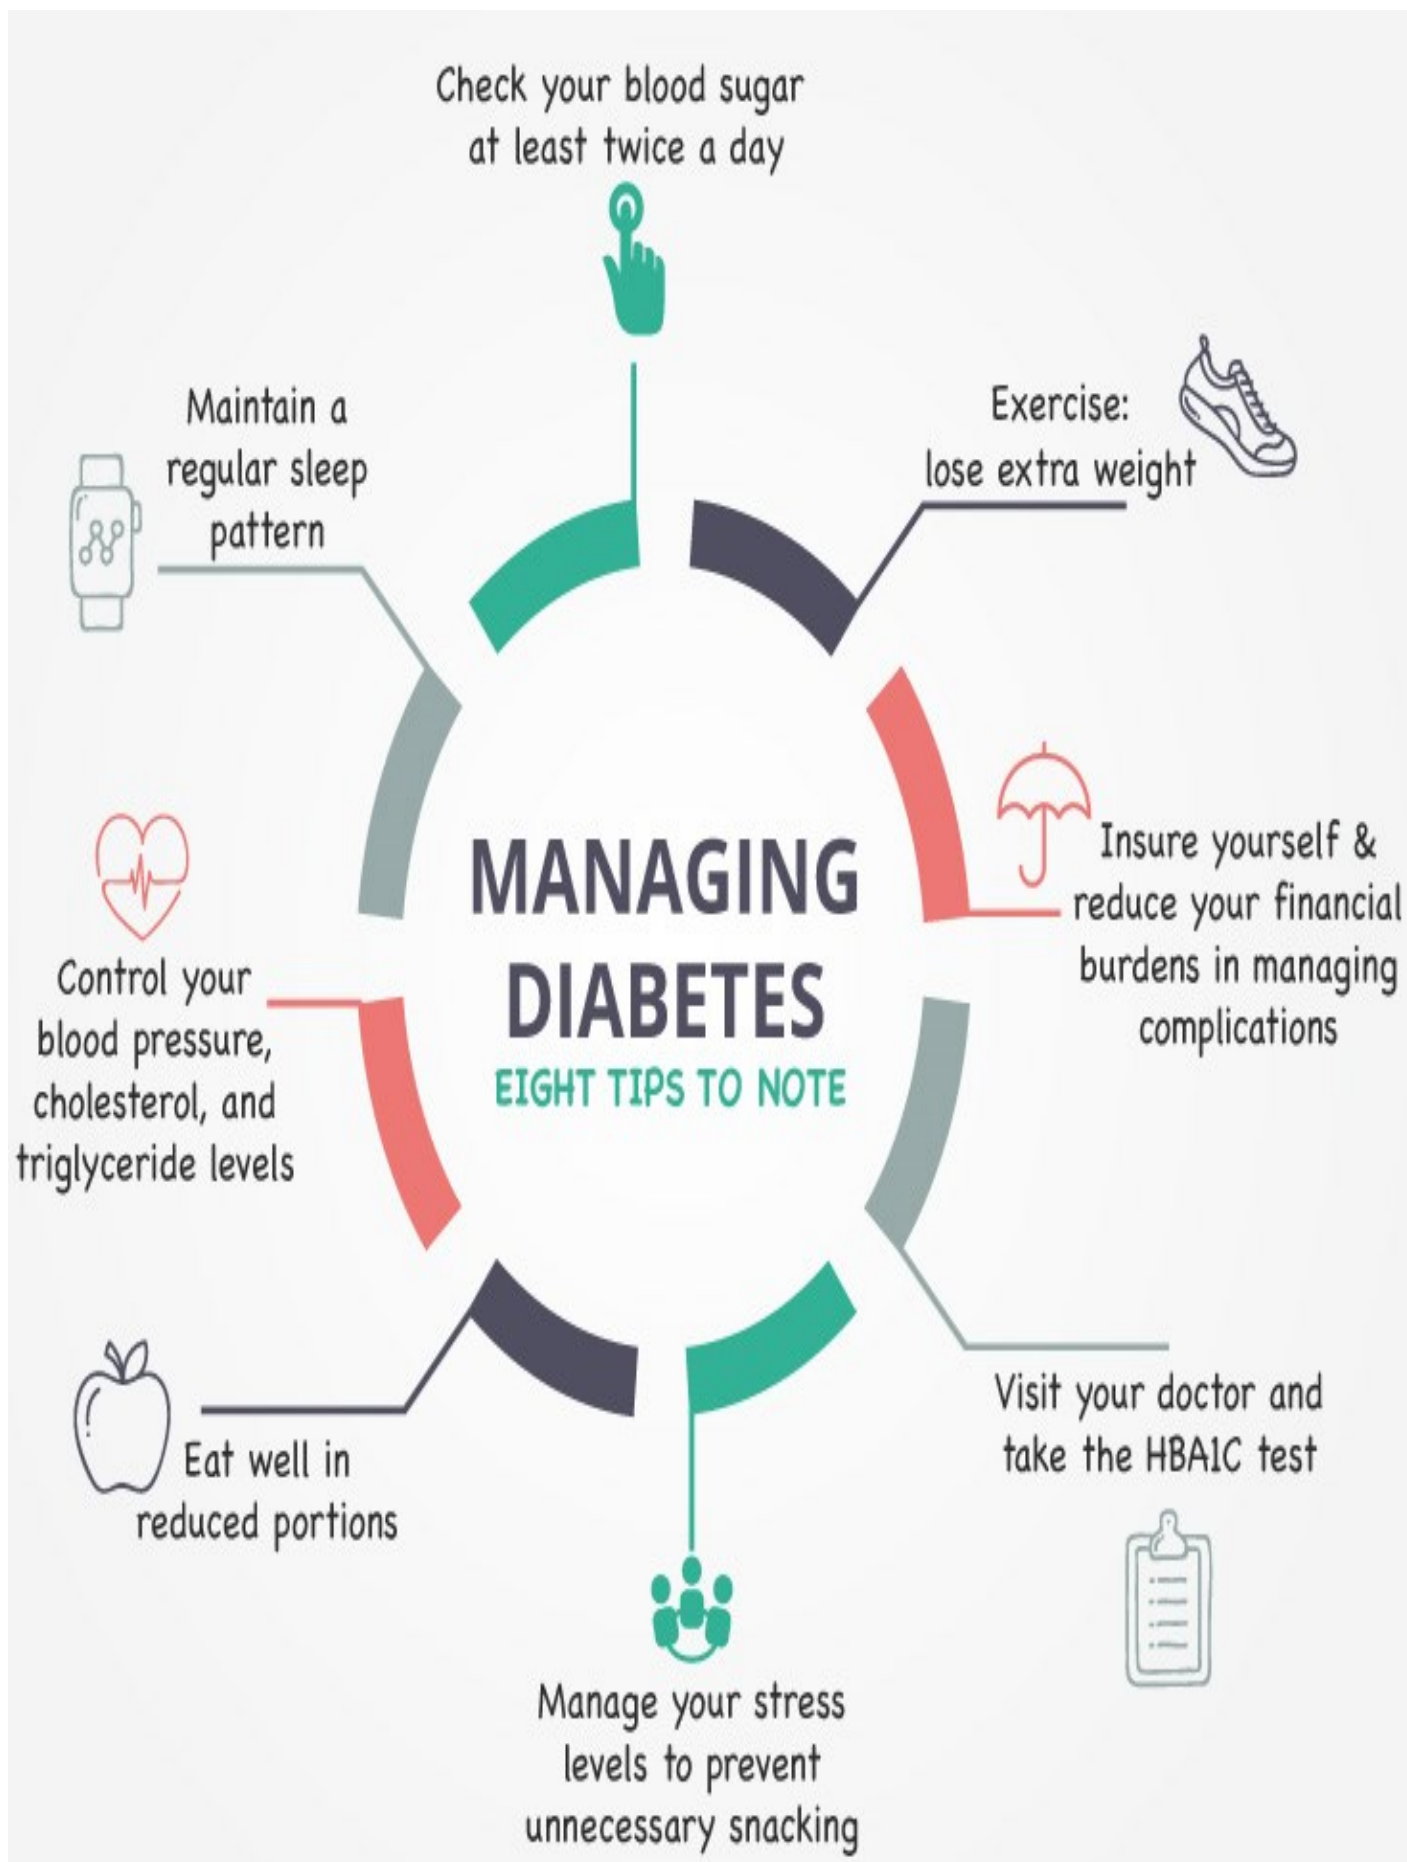 Check your blood sugar
at least twice a day
Exercise:
lose extra weight
Insure yourself &
reduce your financial
burdens in managing
complications
Visit your doctor and
take the HBA1C test
Manage your stress
levels to prevent
unnecessary snacking
Eat well in
reduced portions
Control your
blood pressure,
cholesterol, and
triglyceride levels
Maintain a
regular sleep
pattern
MANAGING
DIABETES
EIGHT TIPS TO NOTE